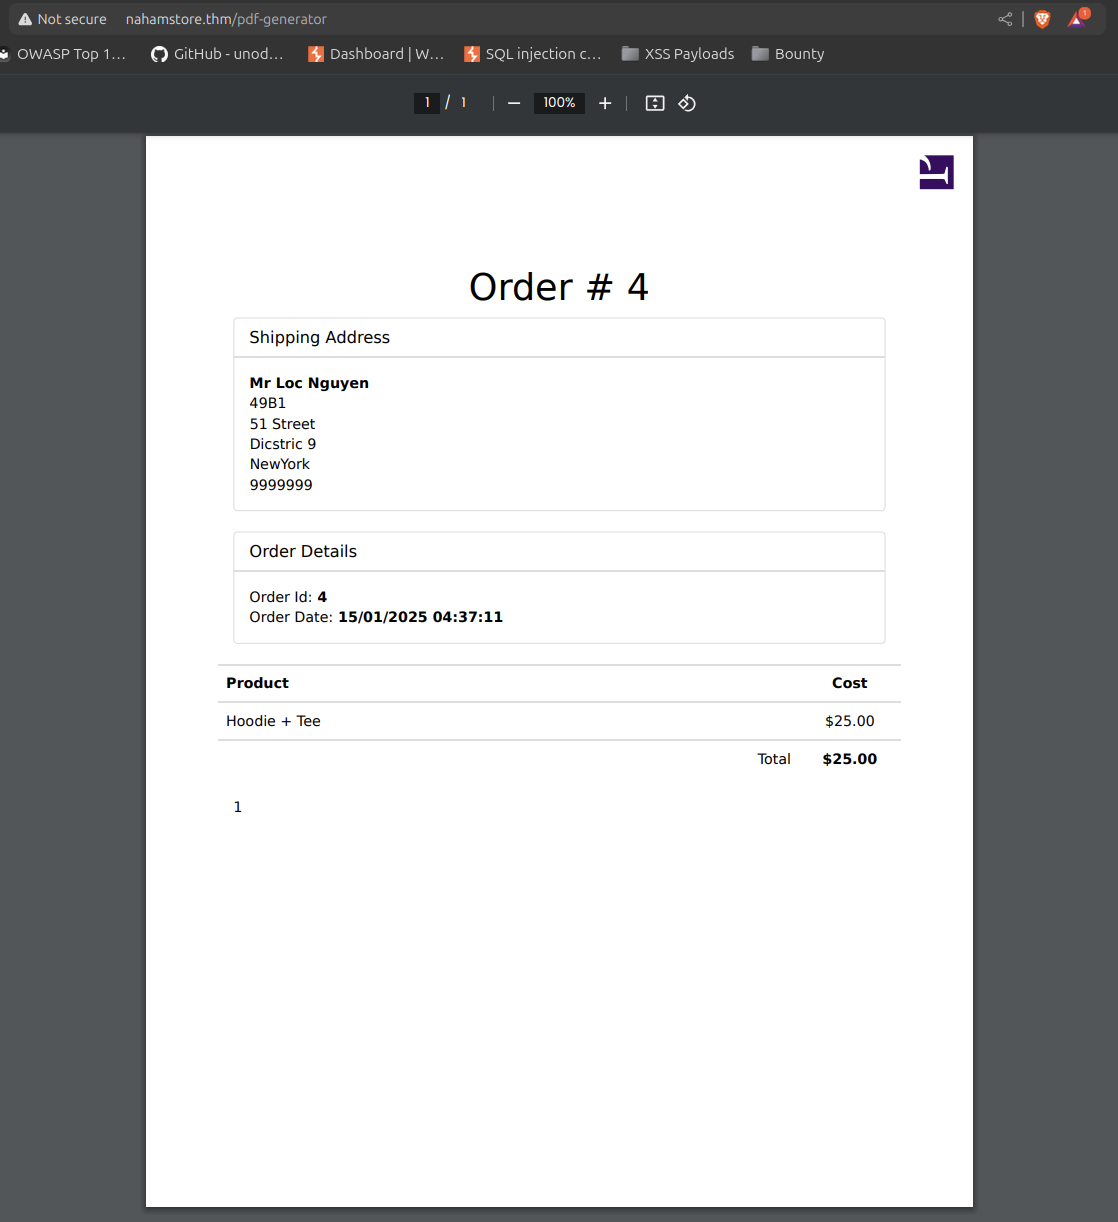 Not secure nahamstore.thm/pdf-generator 1
OWASP Top 1... GitHub - unod... Dashboard | W... SQL injection c... XSS Payloads Bounty
1 / 1 — 100% +
Order # 4
Shipping Address
Mr Loc Nguyen
49B1
51 Street
Dicstric 9
NewYork
9999999
Order Details
Order Id: 4
Order Date: 15/01/2025 04:37:11
Product Cost
Hoodie + Tee $25.00
Total $25.00
1